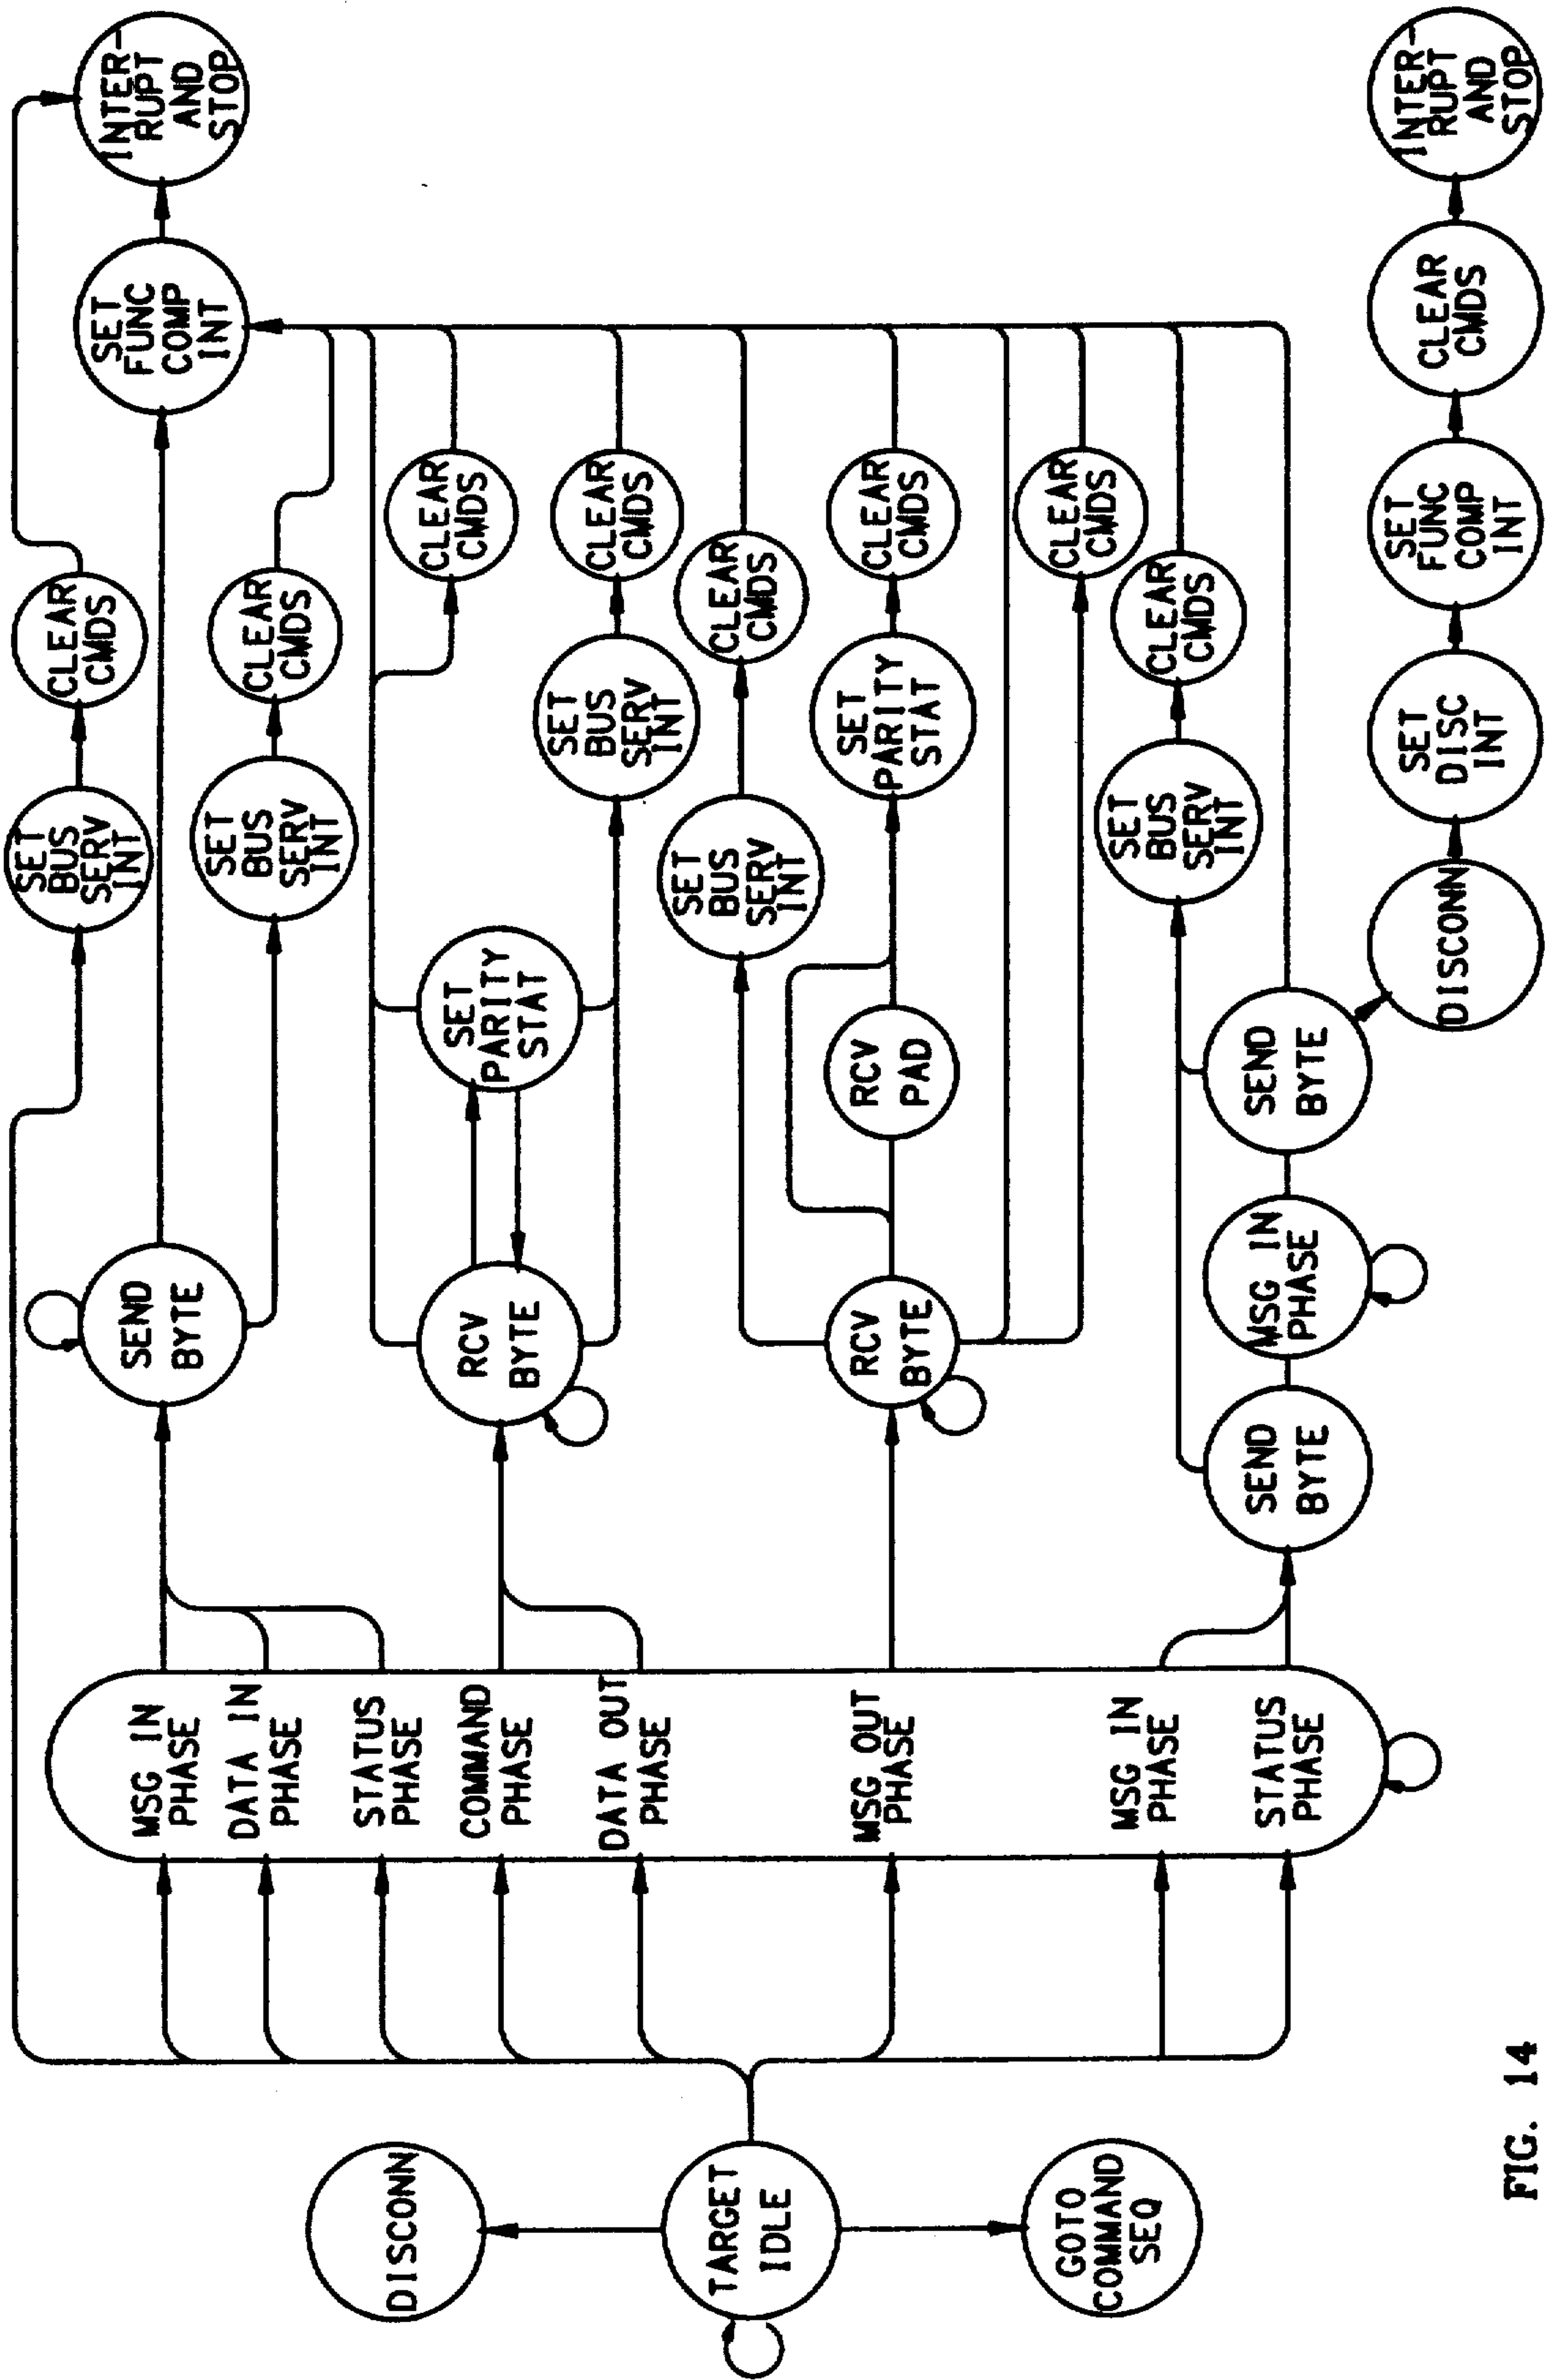 DISCONN
TARGET
IDLE
GOTO
COMMAND
SEQ
MSG IN
PHASE
DATA IN
PHASE
STATUS
PHASE
COMMAND
PHASE
DATA OUT
PHASE
MSG OUT
PHASE
MSG IN
PHASE
STATUS
PHASE
SEND
BYTE
RCV
BYTE
RCV
BYTE
SEND
BYTE
MSG IN
PHASE
SEND
BYTE
SET
PARITY
STAT
RCV
PAD
DISCONN
SET
BUS
SERV
INT
SET
BUS
SERV
INT
SET
BUS
SERV
INT
SET
BUS
SERV
INT
SET
PARITY
STAT
SET
BUS
SERV
INT
SET
DISC
INT
CLEAR
CMDS
CLEAR
CMDS
CLEAR
CMDS
CLEAR
CMDS
CLEAR
CMDS
CLEAR
CMDS
CLEAR
CMDS
CLEAR
CMDS
SET
FUNC
COMP
INT
SET
FUNC
COMP
INT
CLEAR
CMDS
INTER-
RUPT
AND
STOP
INTER-
RUPT
AND
STOP
FIG. 14